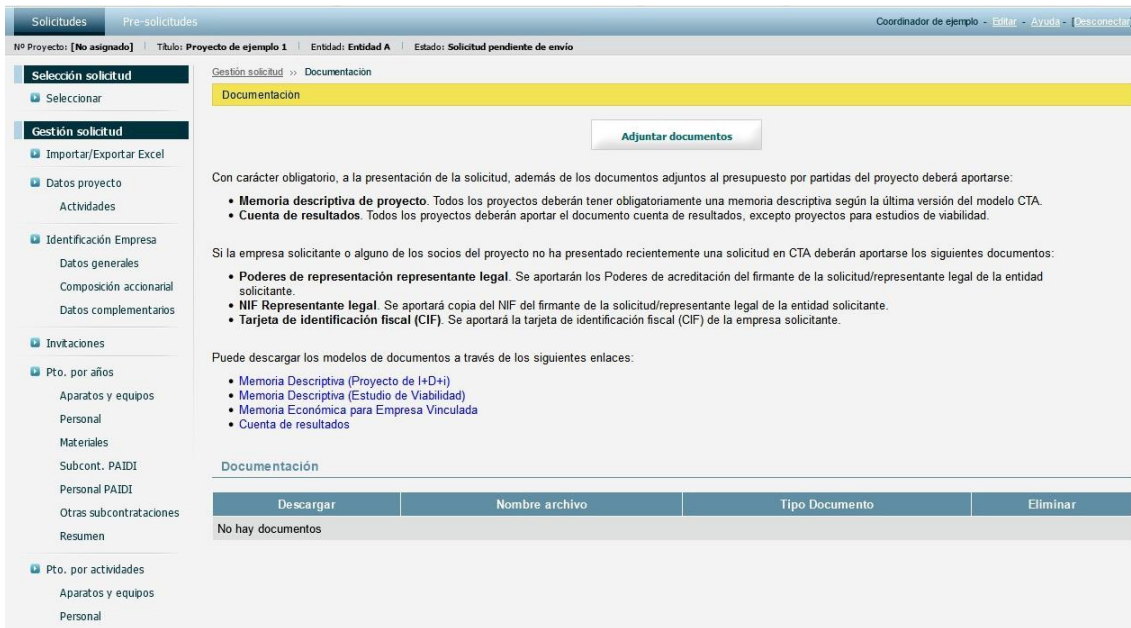 Solicitudes Pre-solicitudes Coordinador de ejemplo - Editar - Ayuda - [Desconectar
Nº Proyecto: [No asignado] Título: Proyecto de ejemplo 1 Entidad: Entidad A Estado: Solicitud pendiente de envío
Selección solicitud
Seleccionar
Gestión solicitud
Importar/Exportar Excel
Datos proyecto
Actividades
Identificación Empresa
Datos generales
Composición accionarial
Datos complementarios
Invitaciones
Pto. por años
Aparatos y equipos
Personal
Materiales
Subcont. PAIDI
Personal PAIDI
Otras subcontrataciones
Resumen
Pto. por actividades
Aparatos y equipos
Personal
Gestión solicitud ›› Documentación
Documentación
Adjuntar documentos
Con carácter obligatorio, a la presentación de la solicitud, además de los documentos adjuntos al presupuesto por partidas del proyecto deberá aportarse:
• Memoria descriptiva de proyecto. Todos los proyectos deberán tener obligatoriamente una memoria descriptiva según la última versión del modelo CTA.
• Cuenta de resultados. Todos los proyectos deberán aportar el documento cuenta de resultados, excepto proyectos para estudios de viabilidad.
Si la empresa solicitante o alguno de los socios del proyecto no ha presentado recientemente una solicitud en CTA deberán aportarse los siguientes documentos:
• Poderes de representación representante legal. Se aportarán los Poderes de acreditación del firmante de la solicitud/representante legal de la entidad
solicitante.
• NIF Representante legal. Se aportará copia del NIF del firmante de la solicitud/representante legal de la entidad solicitante.
• Tarjeta de identificación fiscal (CIF). Se aportará la tarjeta de identificación fiscal (CIF) de la empresa solicitante.
Puede descargar los modelos de documentos a través de los siguientes enlaces:
• Memoria Descriptiva (Proyecto de I+D+i)
• Memoria Descriptiva (Estudio de Viabilidad)
• Memoria Económica para Empresa Vinculada
• Cuenta de resultados
Documentación
Descargar Nombre archivo Tipo Documento Eliminar
No hay documentos